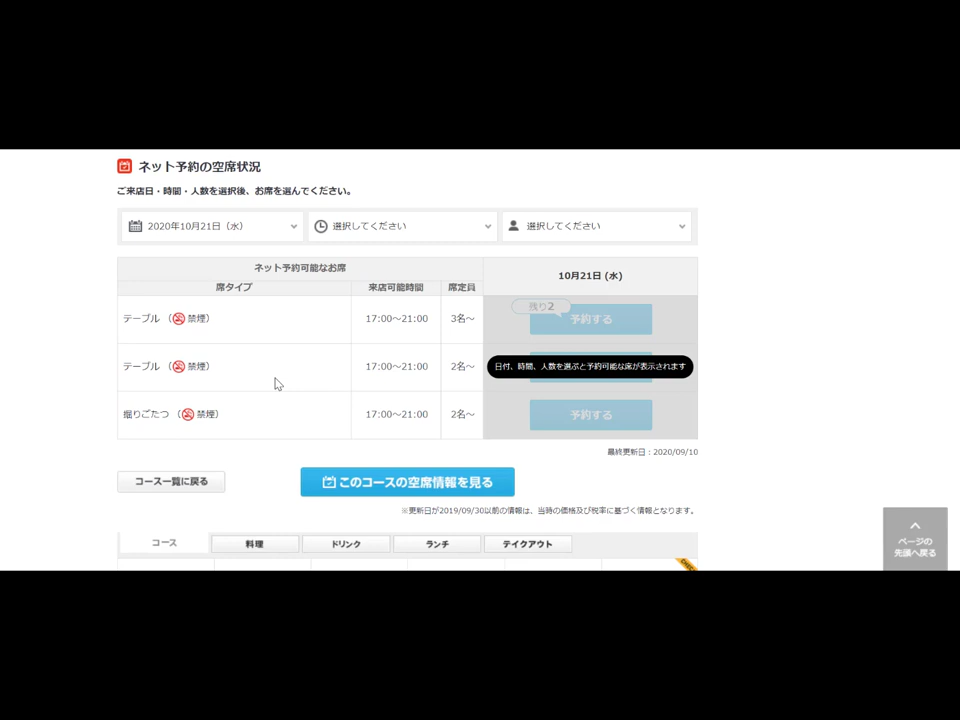 ネット予約の空席状況
ご来店日・時間・人数を選択後、お席を選んでください。
2020年10月21日（水） 選択してください 選択してください
ネット予約可能なお席 10月21日 (水)
席タイプ 来店可能時間 席定員
残り2
テーブル （禁煙） 17:00～21:00 3名～ 予約する
テーブル （禁煙） 17:00～21:00 2名～ 日付、時間、人数を選ぶと予約可能な席が表示されます
掘りごたつ （禁煙） 17:00～21:00 2名～ 予約する
最終更新日：2020/09/10
コース一覧に戻る このコースの空席情報を見る
※更新日が2019/09/30以前の情報は、当時の価格及び税率に基づく情報となります。
コース 料理 ドリンク ランチ テイクアウト
ページの
先頭へ戻る